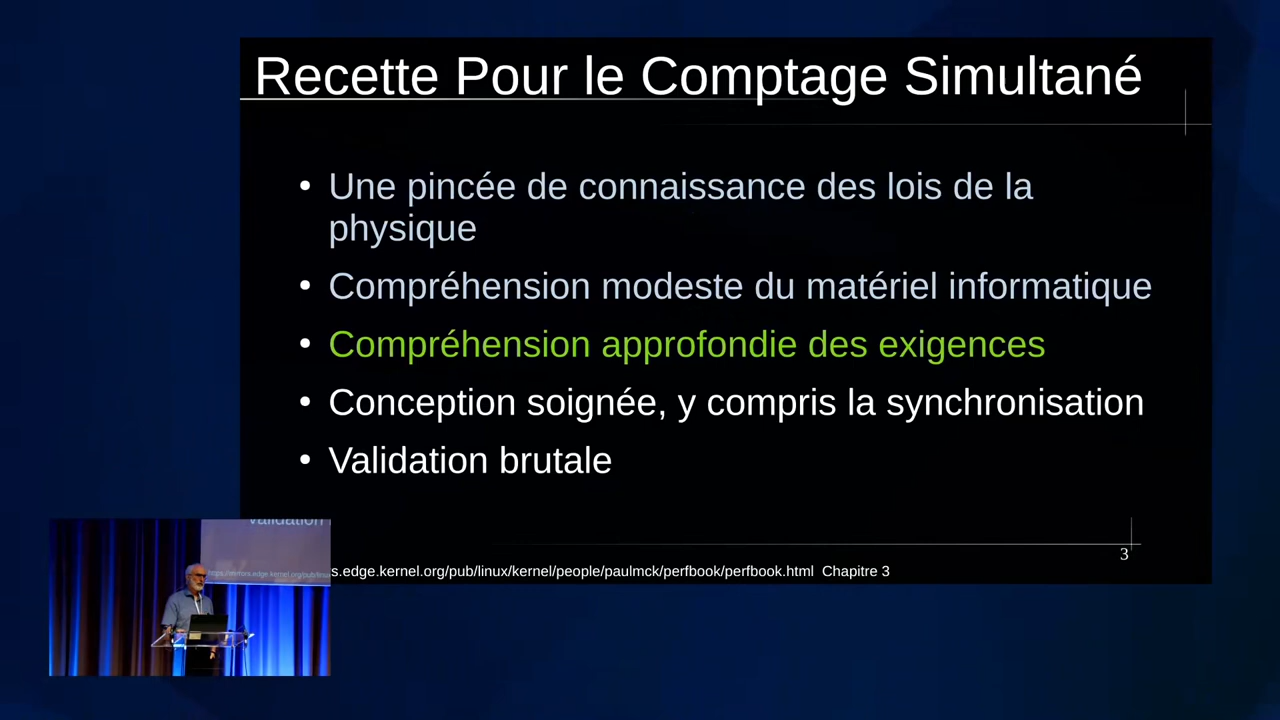 Recette Pour le Comptage Simultané
• Une pincée de connaissance des lois de la
physique
• Compréhension modeste du matériel informatique
• Compréhension approfondie des exigences
• Conception soignée, y compris la synchronisation
• Validation brutale
3
s.edge.kernel.org/pub/linux/kernel/people/paulmck/perfbook/perfbook.html Chapitre 3
Validation